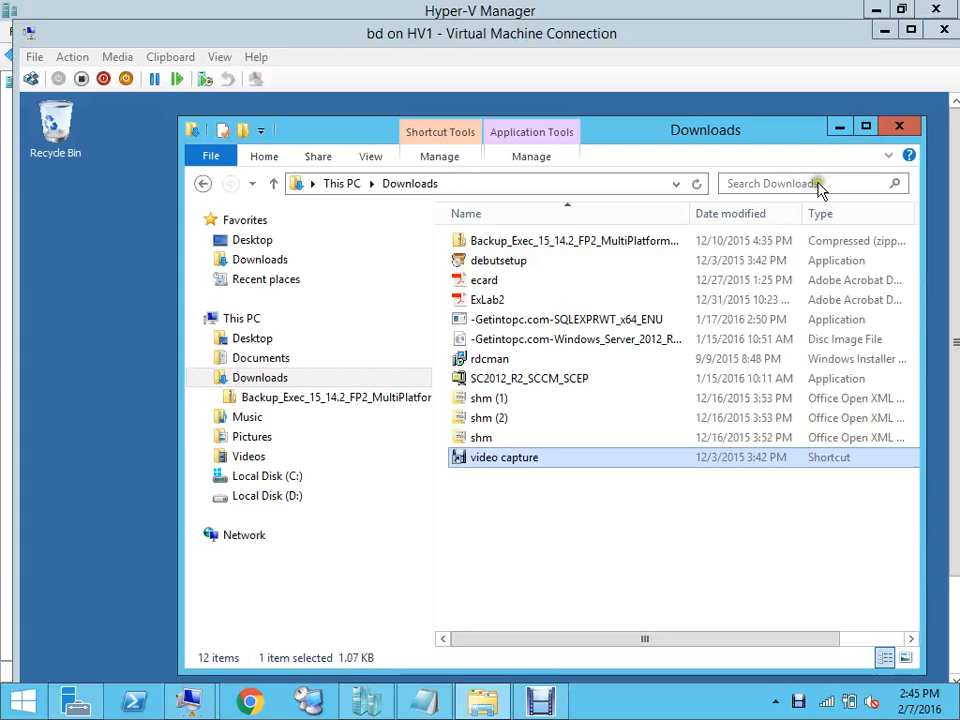 Hyper-V Manager
bd on HV1 - Virtual Machine Connection
File Action Media Clipboard View Help
Recycle Bin
Shortcut Tools Application Tools Downloads
File Home Share View Manage Manage
This PC Downloads Search Downloads
Name Date modified Type
Favorites
Desktop
Downloads
Recent places
This PC
Desktop
Documents
Downloads
Backup_Exec_15_14.2_FP2_MultiPlatfor
Music
Pictures
Videos
Local Disk (C:)
Local Disk (D:)
Network
Backup_Exec_15_14.2_FP2_MultiPlatform... 12/10/2015 4:35 PM Compressed (zipp...
debutsetup 12/3/2015 3:42 PM Application
ecard 12/27/2015 1:25 PM Adobe Acrobat D...
ExLab2 12/31/2015 10:23 ... Adobe Acrobat D...
-Getintopc.com-SQLEXPRWT_x64_ENU 1/17/2016 2:50 PM Application
-Getintopc.com-Windows_Server_2012_R... 1/15/2016 10:51 AM Disc Image File
rdcman 9/9/2015 8:48 PM Windows Installer ...
SC2012_R2_SCCM_SCEP 1/15/2016 10:11 AM Application
shm (1) 12/16/2015 3:53 PM Office Open XML ...
shm (2) 12/16/2015 3:53 PM Office Open XML ...
shm 12/16/2015 3:52 PM Office Open XML ...
video capture 12/3/2015 3:42 PM Shortcut
12 items 1 item selected 1.07 KB
2:45 PM
2/7/2016